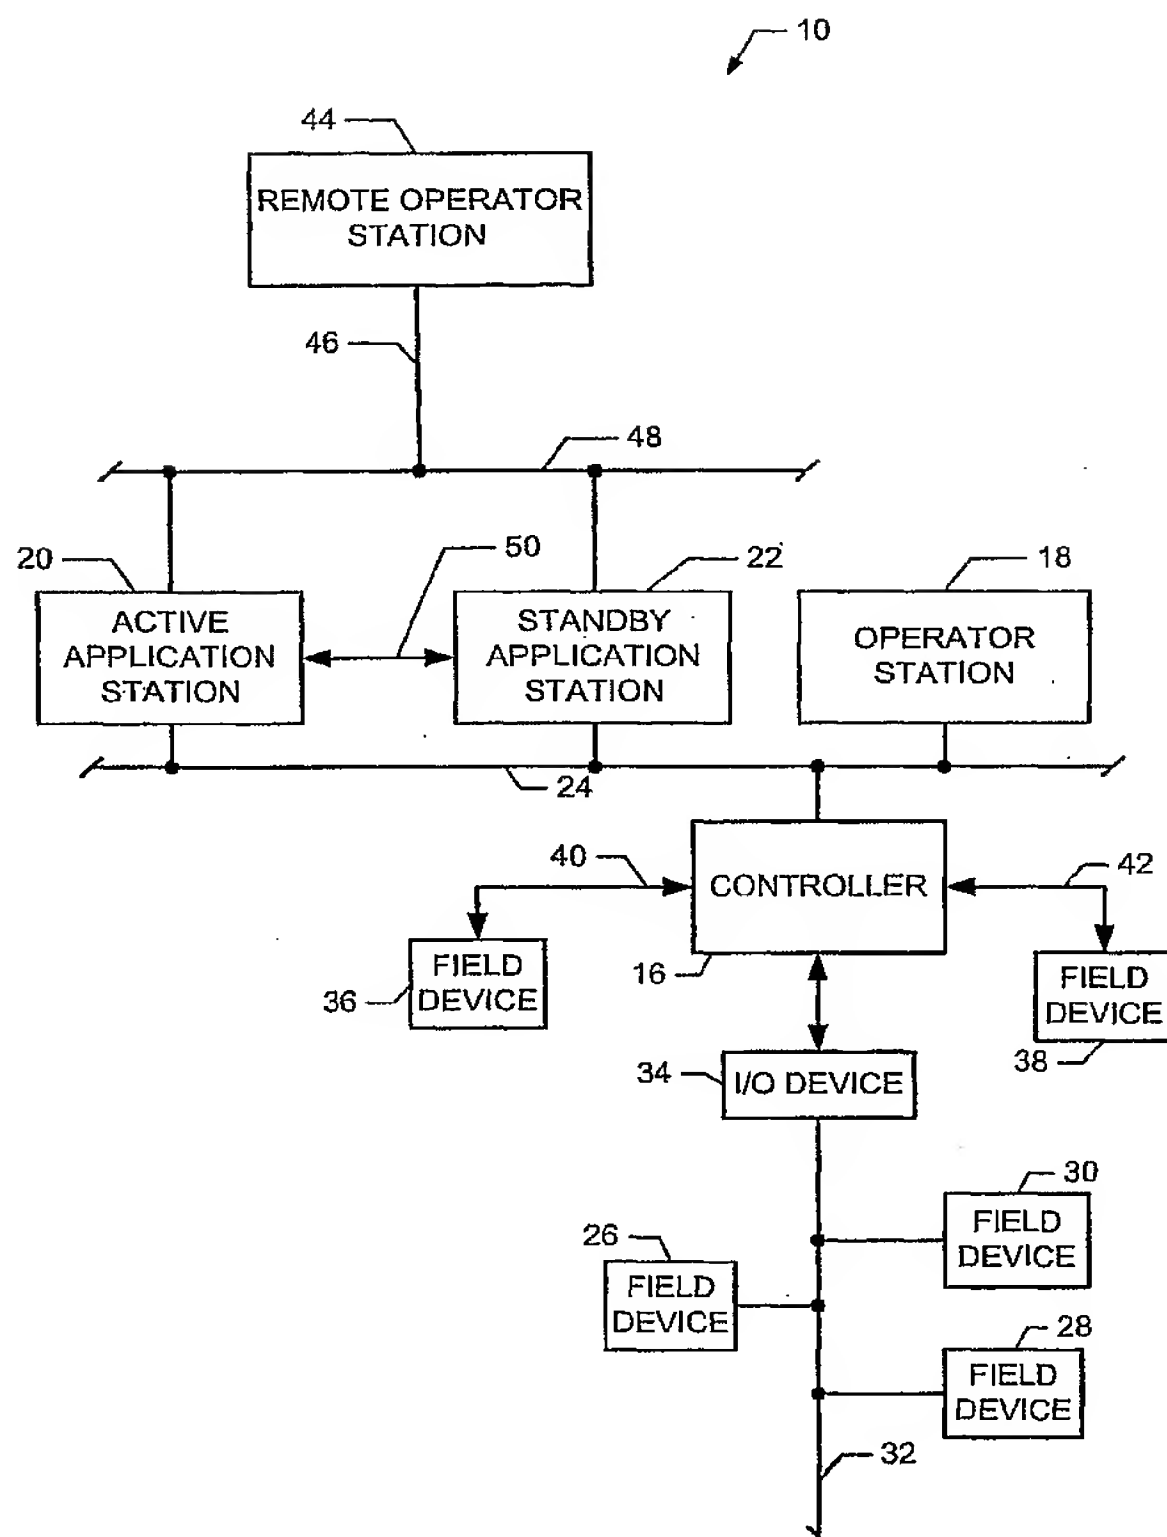 10
44
REMOTE OPERATOR
STATION
46
48
20
50
22
18
ACTIVE
APPLICATION
STATION
STANDBY
APPLICATION
STATION
OPERATOR
STATION
24
40
CONTROLLER
42
36
FIELD
DEVICE
16
FIELD
DEVICE
38
34
I/O DEVICE
30
FIELD
DEVICE
26
FIELD
DEVICE
28
FIELD
DEVICE
32